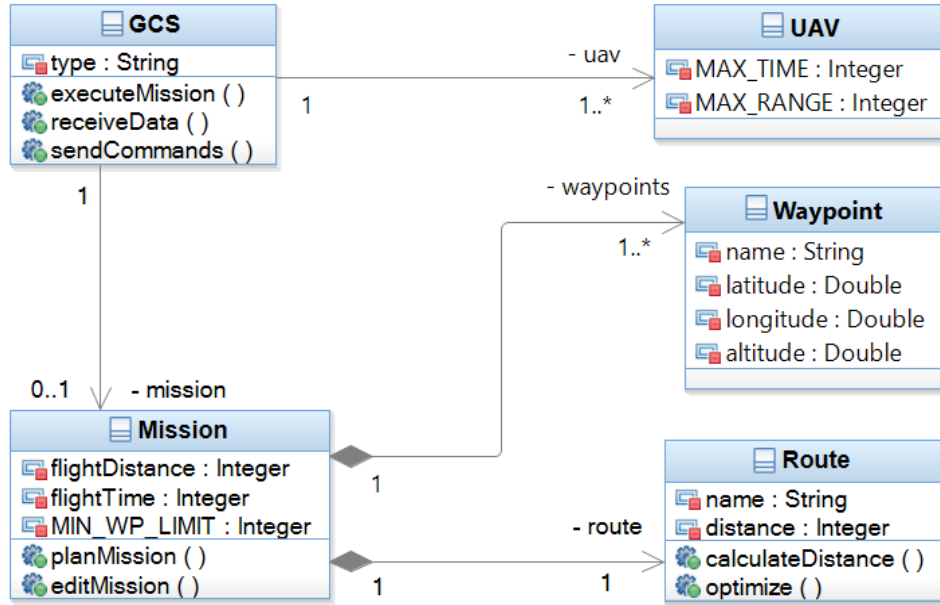 GCS
type : String
executeMission ( )
receiveData ( )
sendCommands ( )
1
- uav
1..*
UAV
MAX_TIME : Integer
MAX_RANGE : Integer
1
- waypoints
1..*
Waypoint
name : String
latitude : Double
longitude : Double
altitude : Double
0..1
- mission
Mission
flightDistance : Integer
flightTime : Integer
MIN_WP_LIMIT : Integer
planMission ( )
editMission ( )
1
1
- route
1
Route
name : String
distance : Integer
calculateDistance ( )
optimize ( )